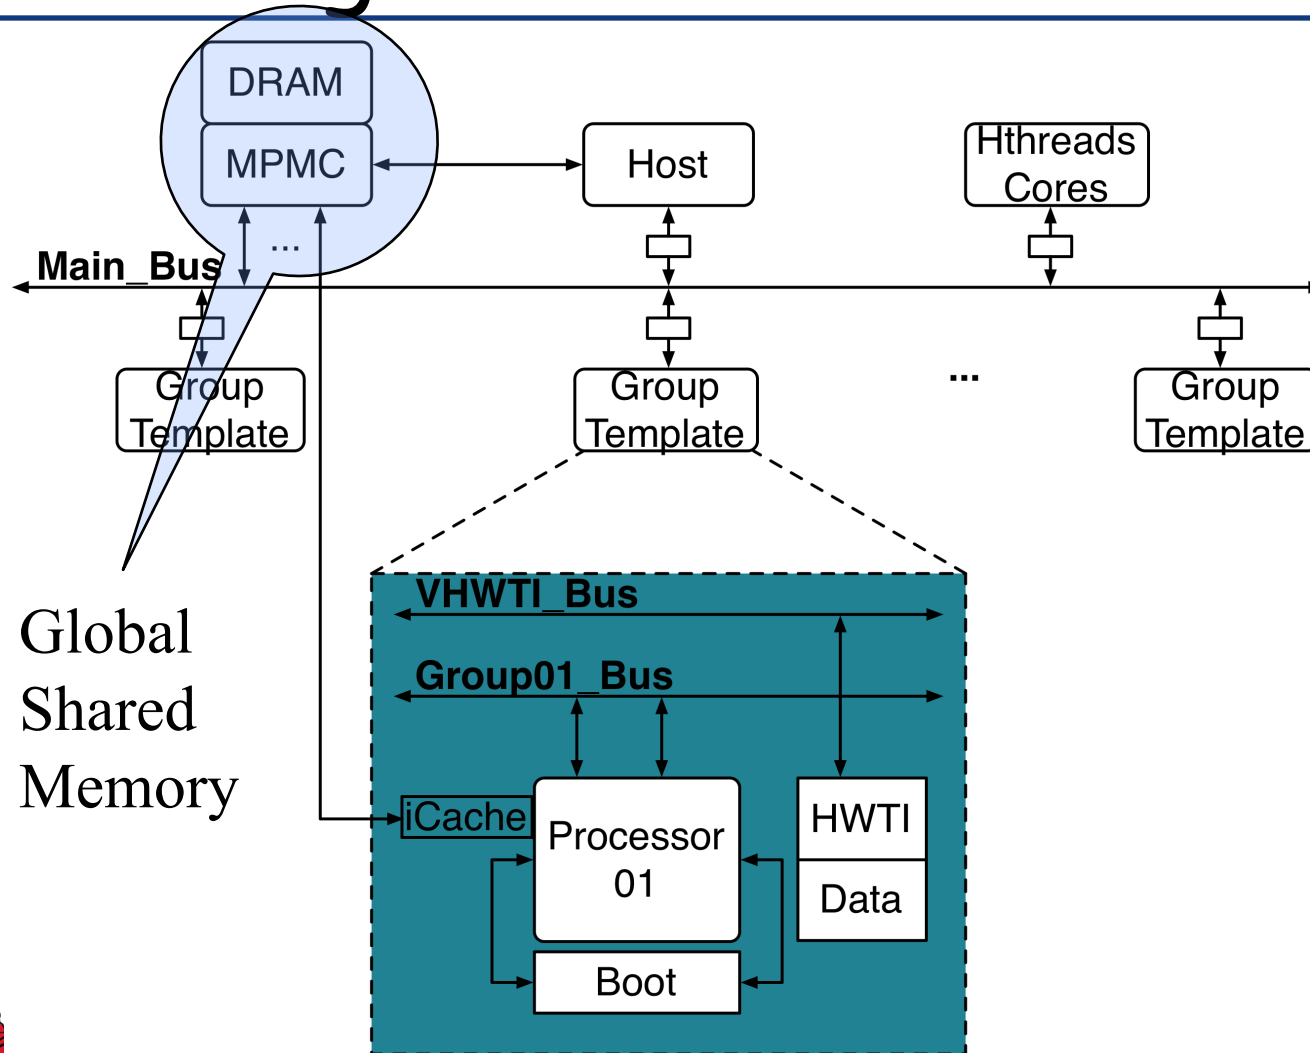 DRAM
MPMC
Host
Hthreads
Cores
...
Main_Bus
Group
Template
Group
Template
...
Group
Template
VHWTI_Bus
Group01_Bus
Global
Shared
Memory
iCache
Processor
01
HWTI
Data
Boot